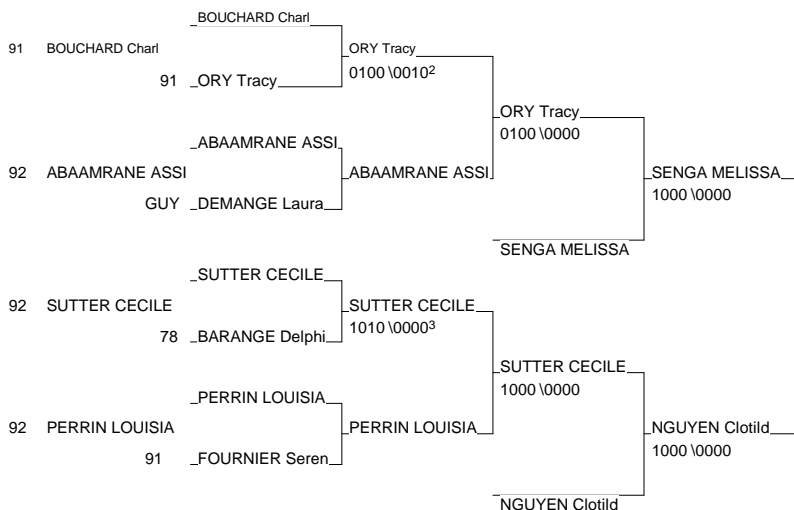 BOUCHARD Charl
91 BOUCHARD Charl
ORY Tracy
0100 \0010²
91 ORY Tracy
ORY Tracy
0100 \0000
ABAAMRANE ASSI
92 ABAAMRANE ASSI
ABAAMRANE ASSI
SENGA MELISSA
1000 \0000
GUY DEMANGE Laura
SENGA MELISSA
SUTTER CECILE
92 SUTTER CECILE
SUTTER CECILE
1010 \0000³
78 BARANGE Delphi
SUTTER CECILE
1000 \0000
PERRIN LOUISIA
92 PERRIN LOUISIA
PERRIN LOUISIA
NGUYEN Clotild
1000 \0000
91 FOURNIER Seren
NGUYEN Clotild